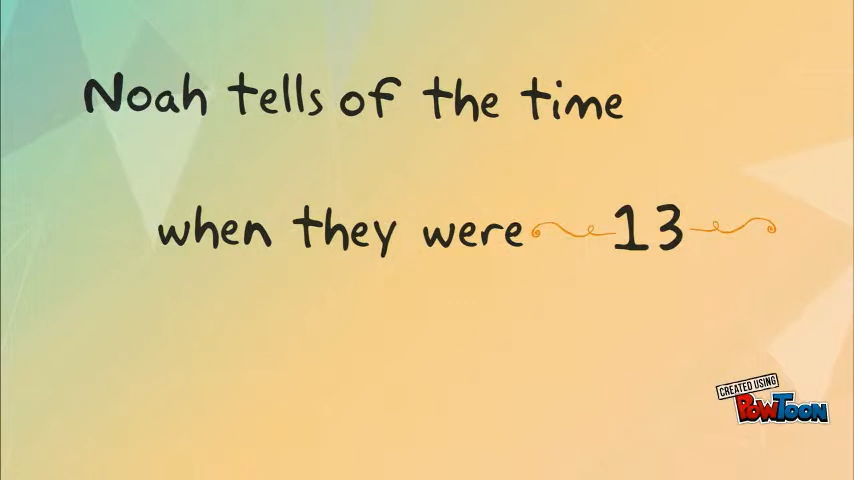 Noah tells of the time
when they were 13
CREATED USING
POWTOON